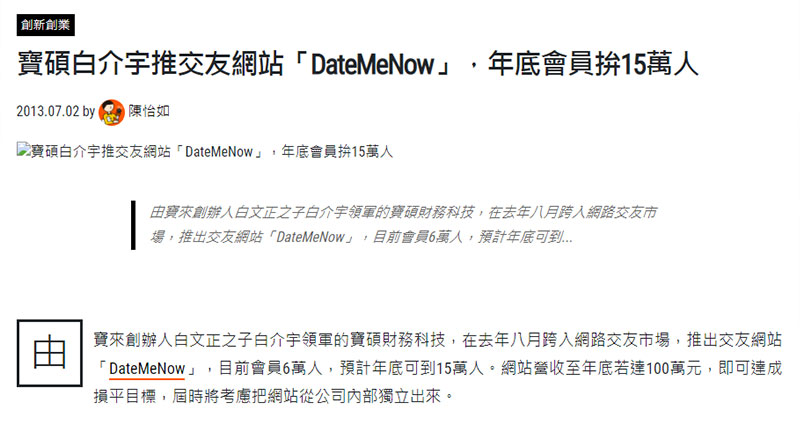 創新創業
寶碩白介宇推交友網站「DateMeNow」，年底會員拚15萬人
2013.07.02 by 陳怡如
寶碩白介宇推交友網站「DateMeNow」，年底會員拚15萬人
由寶來創辦人白文正之子白介宇領軍的寶碩財務科技，在去年八月跨入網路交友市
場，推出交友網站「DateMeNow」，目前會員6萬人，預計年底可到...
由
寶來創辦人白文正之子白介宇領軍的寶碩財務科技，在去年八月跨入網路交友市場，推出交友網站
「DateMeNow」，目前會員6萬人，預計年底可到15萬人。網站營收至年底若達100萬元，即可達成
損平目標，屆時將考慮把網站從公司內部獨立出來。